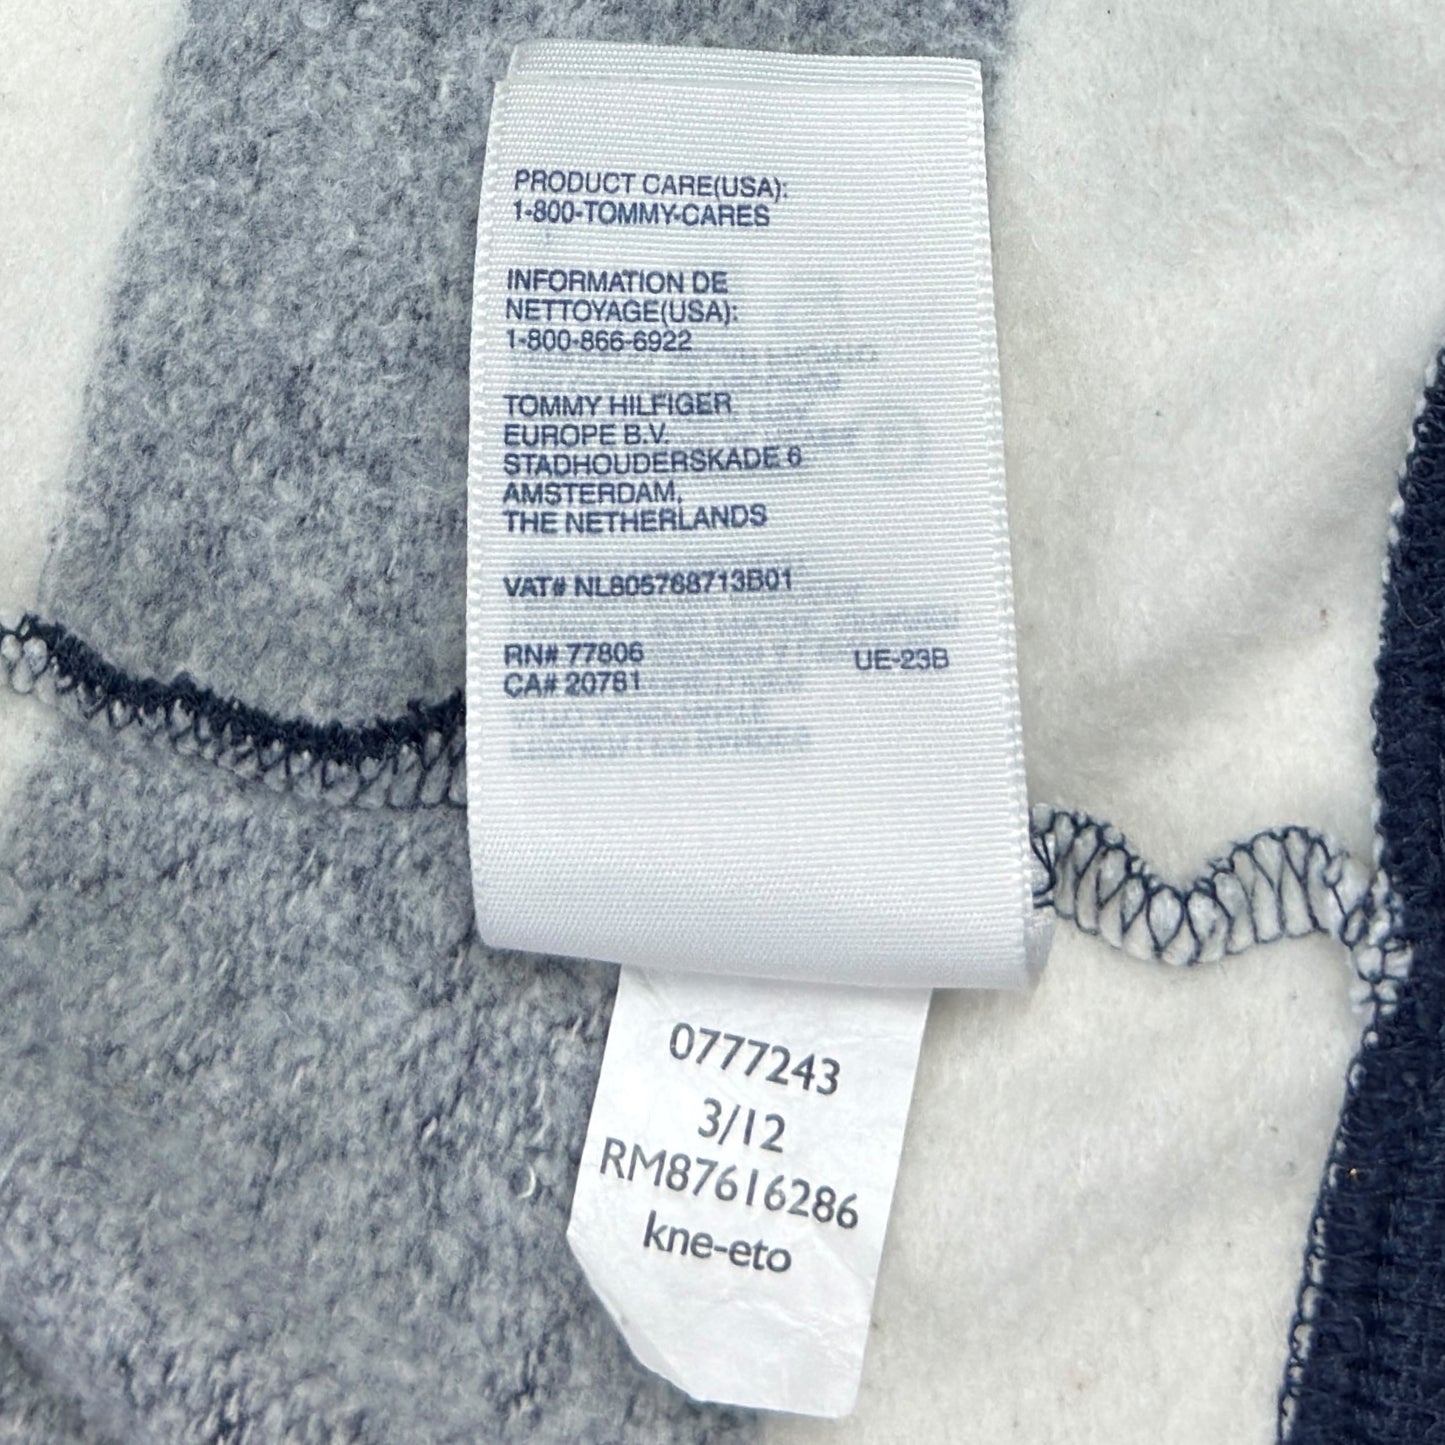 PRODUCT CARE(USA):
1-800-TOMMY-CARES
INFORMATION DE
NETTOYAGE(USA):
1-800-866-6922
TOMMY HILFIGER
EUROPE B.V.
STADHOUDERSKADE 6
AMSTERDAM,
THE NETHERLANDS
VAT# NL805768713B01
RN# 77806 UE-23B
CA# 20781
0777243
3/12
RM87616286
kne-eto